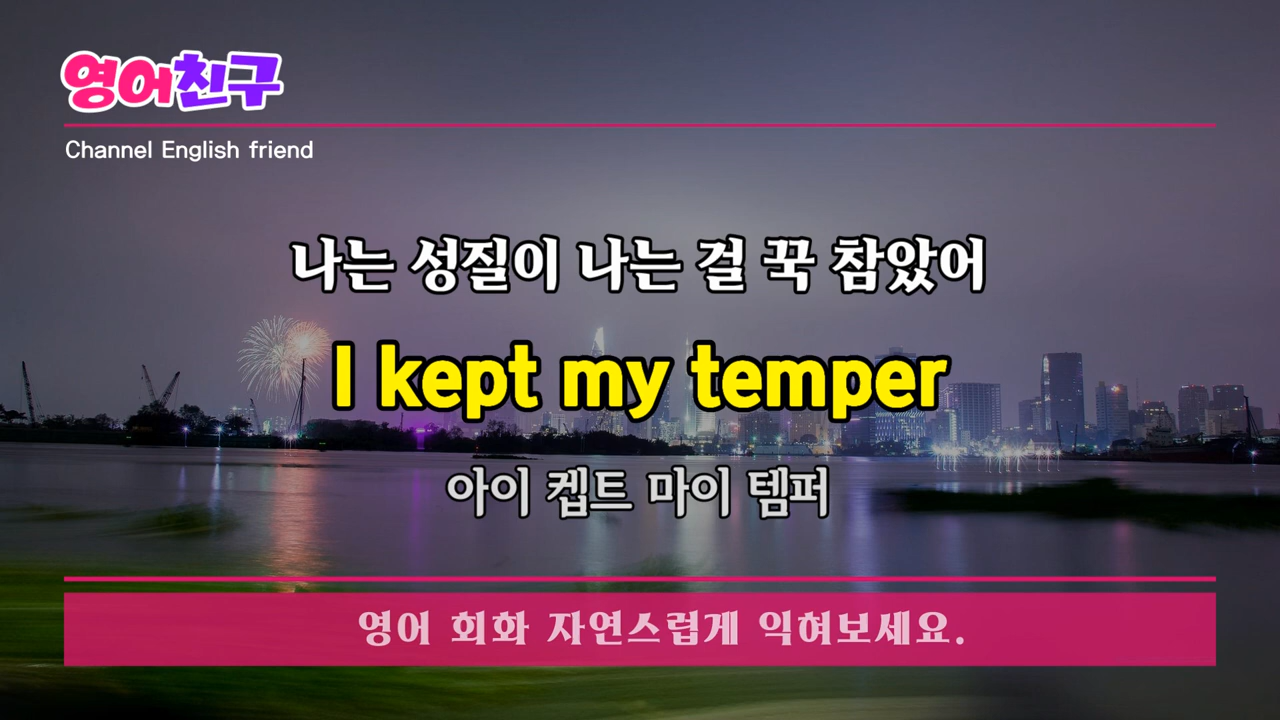 영어친구
Channel English friend
나는 성질이 나는 걸 꾹 참았어
I kept my temper
아이 켑트 마이 템퍼
영어 회화 자연스럽게 익혀보세요.